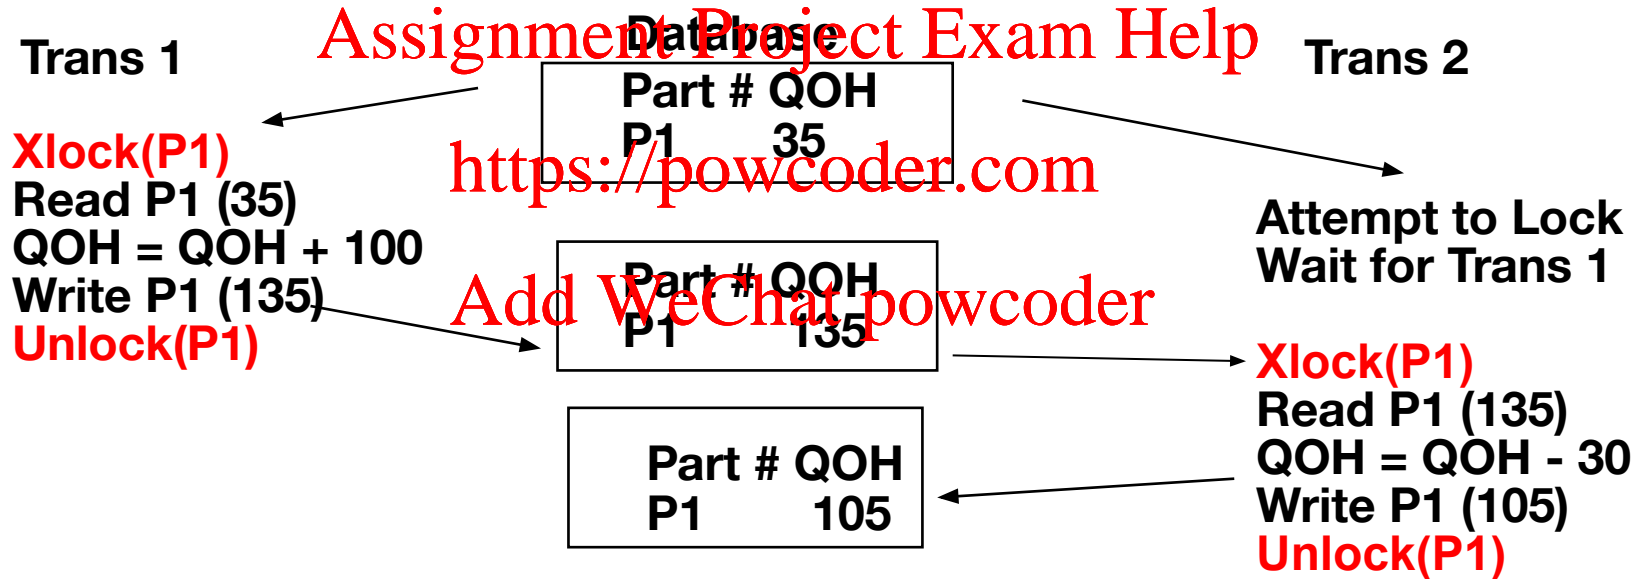 Assignment Project Exam Help
Database
Trans 1
Trans 2
Part # QOH
P1 35
https://powcoder.com
Xlock(P1)
Read P1 (35)
QOH = QOH + 100
Write P1 (135)
Unlock(P1)
Attempt to Lock
Wait for Trans 1
Part # QOH
Add WeChat powcoder
P1 135
Xlock(P1)
Read P1 (135)
QOH = QOH - 30
Write P1 (105)
Unlock(P1)
Part # QOH
P1 105